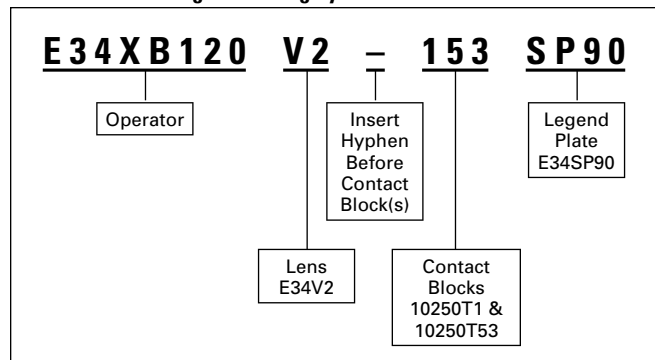 E34XB120 V2 – 153 SP90
Operator
Insert
Hyphen
Before
Contact
Block(s)
Legend
Plate
E34SP90
Lens
E34V2
Contact
Blocks
10250T1 &
10250T53